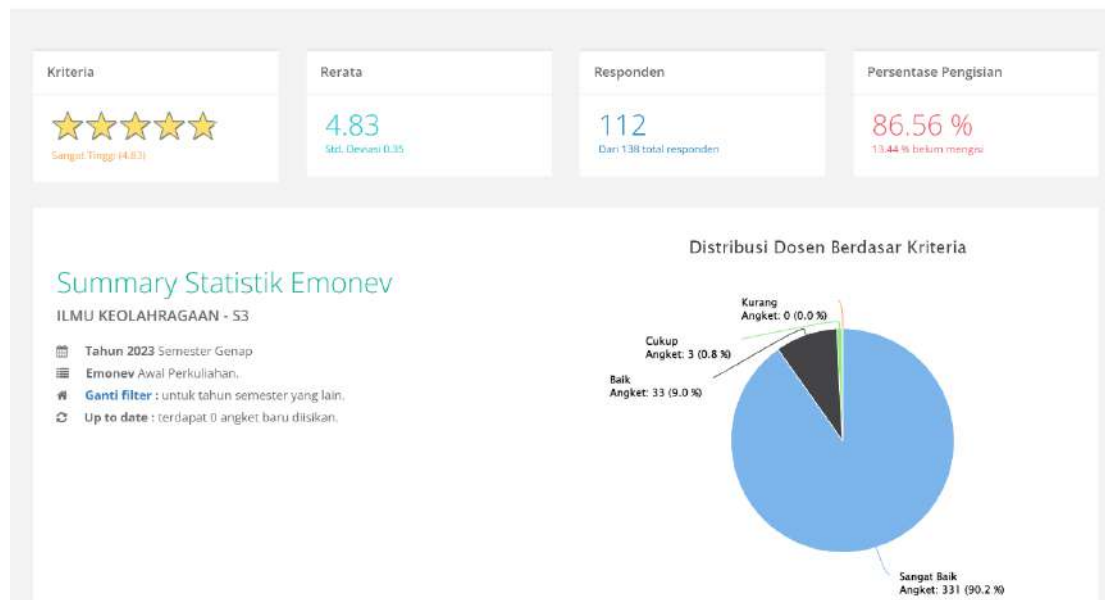 Kriteria
Sangat Tinggi (4.83)
Rerata
4.83
Std. Deviasi 0.35
Responden
112
Dari 138 total responden
Persentase Pengisian
86.56 %
13.44 % belum mengisi
Summary Statistik Emonev
ILMU KEOLAHRAGAAN - S3
Tahun 2023 Semester Genap
Emonev Awal Perkuliahan.
Ganti filter : untuk tahun semester yang lain.
Up to date : terdapat 0 angket baru diisikan.
Distribusi Dosen Berdasar Kriteria
Kurang
Angket: 0 (0.0 %)
Cukup
Angket: 3 (0.8 %)
Baik
Angket: 33 (9.0 %)
Sangat Baik
Angket: 331 (90.2 %)